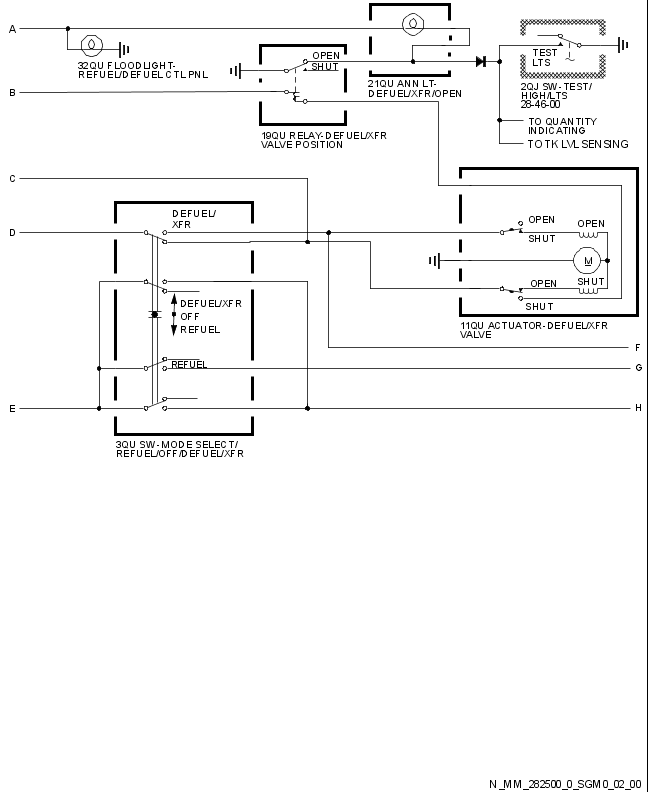 A
32QU FLOODLIGHT-
REFUEL/DEFUEL CTL PNL
OPEN
SHUT
21QU ANN LT-
DEFUEL/XFR/OPEN
TEST
LTS
2QJ SW-TEST/
HIGH/LTS
28-46-00
B
19QU RELAY-DEFUEL/XFR
VALVE POSITION
TO QUANTITY
INDICATING
TO TK LVL SENSING
C
D
DEFUEL/
XFR
OPEN
SHUT
OPEN
M
SHUT
OPEN
SHUT
DEFUEL/XFR
OFF
REFUEL
11QU ACTUATOR-DEFUEL/XFR
VALVE
F
REFUEL
G
E
H
3QU SW-MODE SELECT/
REFUEL/OFF/DEFUEL/XFR
N_MM_282500_0_SGM0_02_00